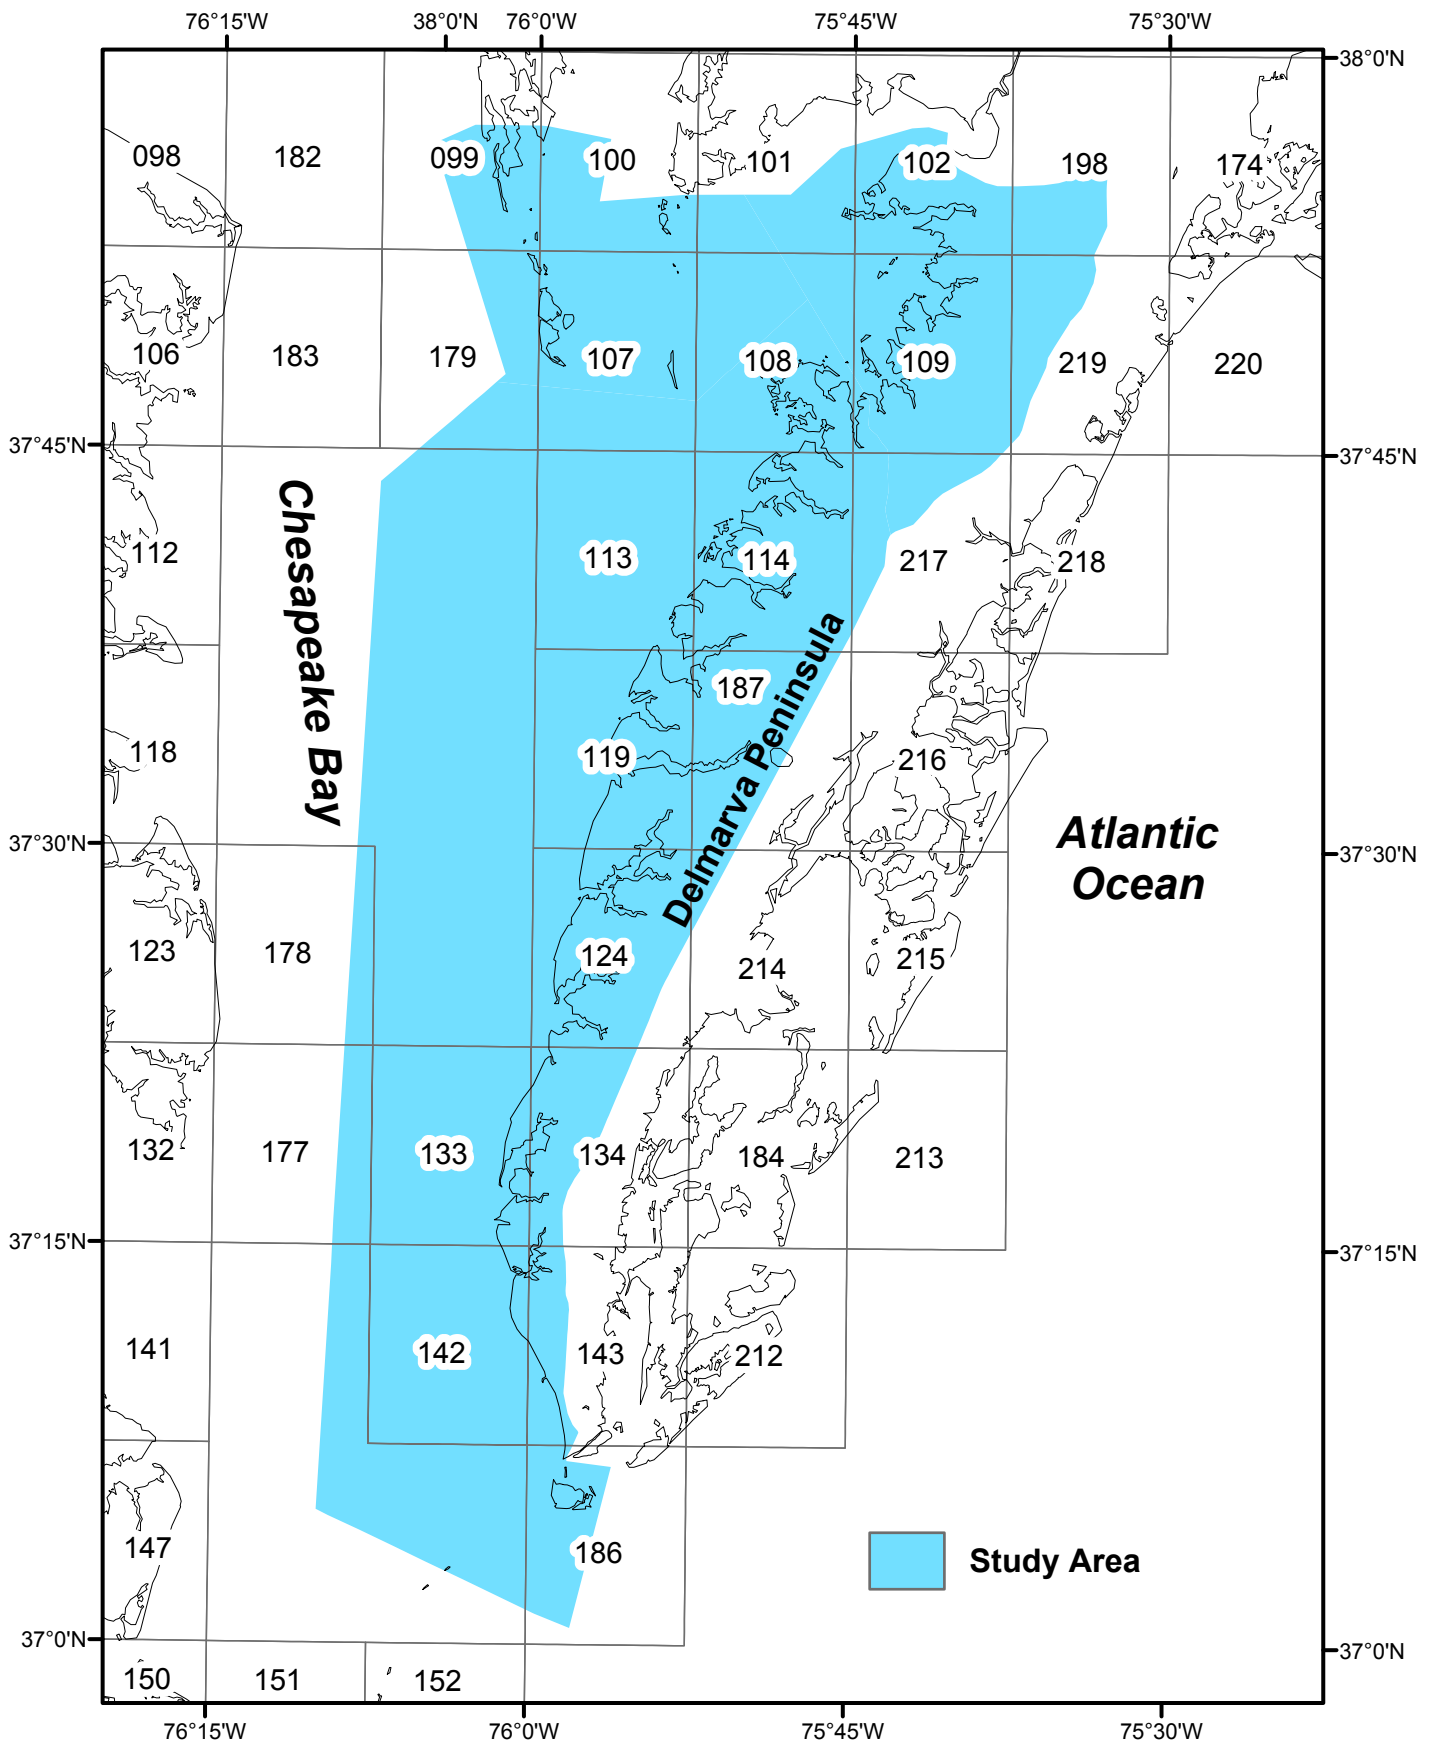 76°15'W 38°0'N 76°0'W 75°45'W 75°30'W
38°0'N
098 182 099 100 101 102 198 174
106 183 179 107 108 109 219 220
37°45'N 37°45'N
112 113 114 217 218
Chesapeake Bay
Delmarva Peninsula
187
118 119 216
Atlantic
Ocean
37°30'N 37°30'N
123 178 124 214 215
132 177 133 134 184 213
37°15'N 37°15'N
141 142 143 212
147 186
Study Area
37°0'N 37°0'N
150 151 152
76°15'W 76°0'W 75°45'W 75°30'W